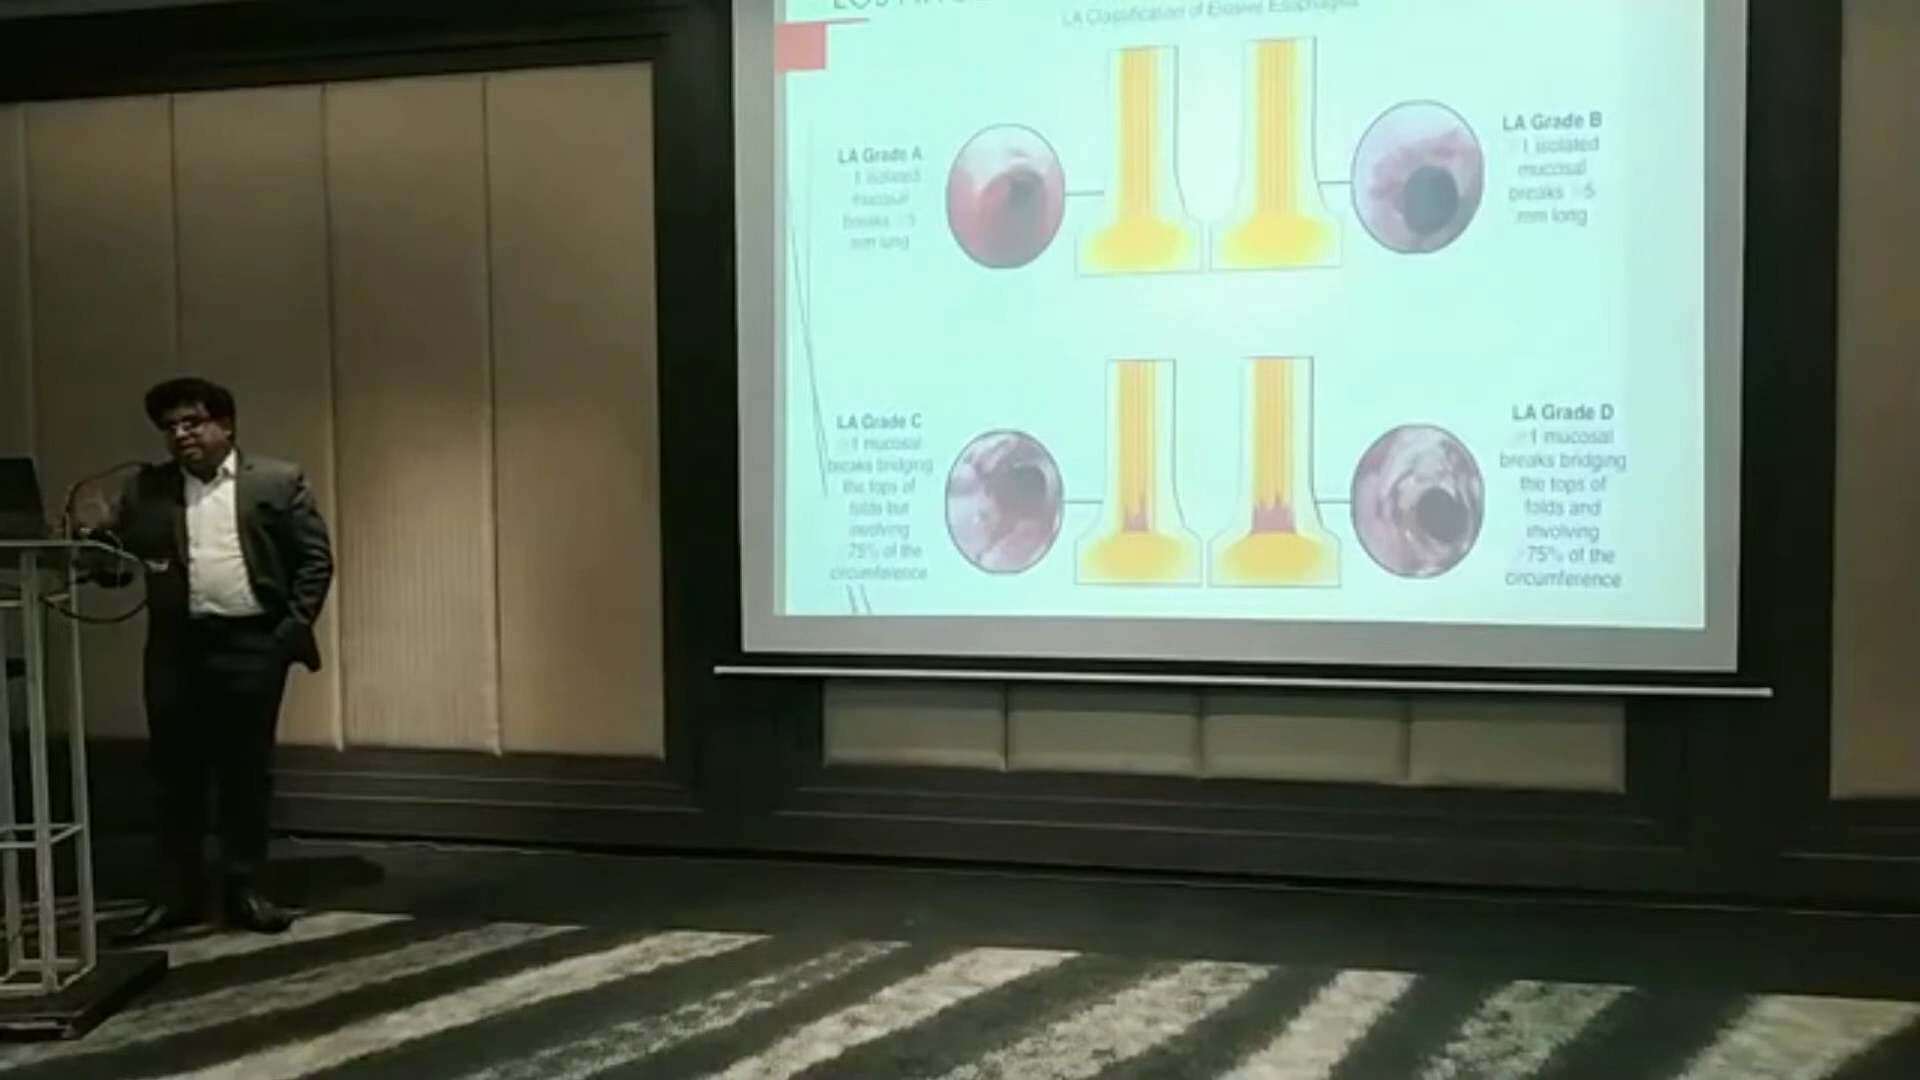 LA Classification of Erosive Esophagitis
LA Grade A
1 isolated
mucosal
breaks 5
mm long
LA Grade B
1 isolated
mucosal
breaks 5
mm long
LA Grade C
1 mucosal
breaks bridging
the tops of
folds but
involving
75% of the
circumference
LA Grade D
1 mucosal
breaks bridging
the tops of
folds and
involving
75% of the
circumference